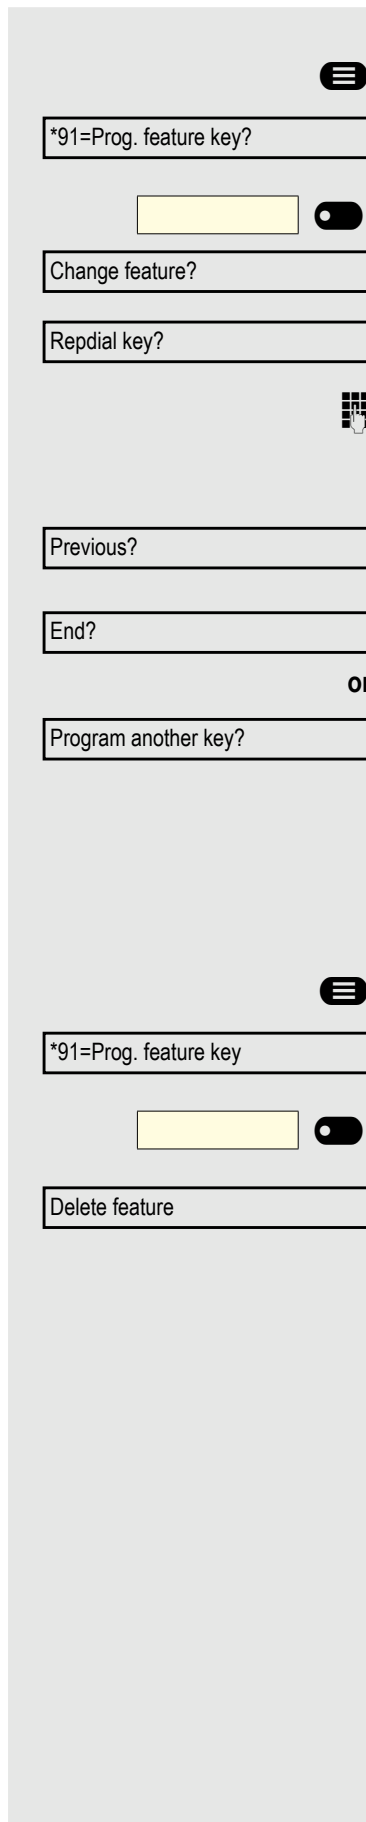 *91=Prog. feature key?
Change feature?
Repdial key?
Previous?
End?
or
Program another key?
*91=Prog. feature key
Delete feature